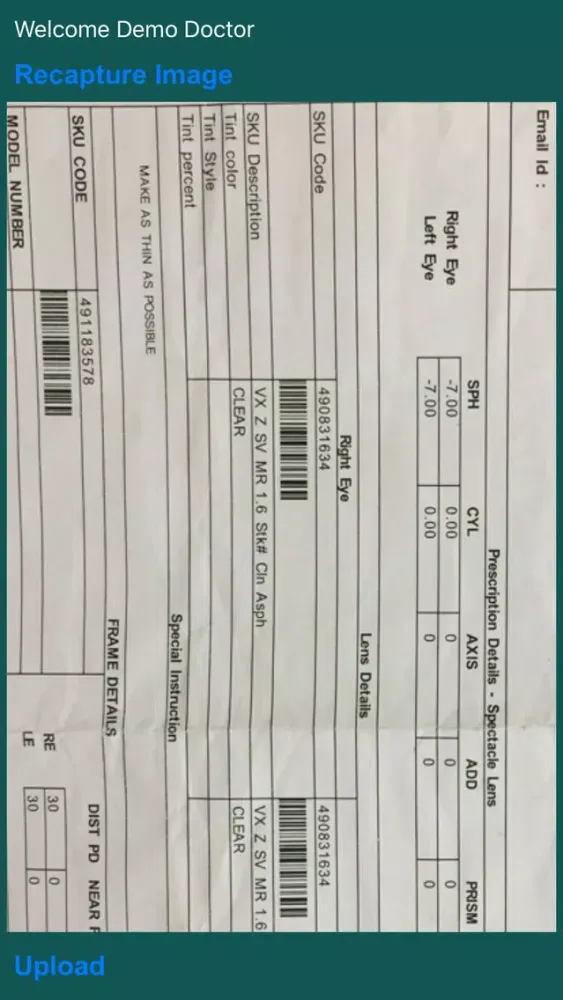 Welcome Demo Doctor
Recapture Image
Email Id :
Prescription Details - Spectacle Lens
SPH CYL AXIS ADD PRISM
Right Eye -7.00 0.00 0 0 0
Left Eye -7.00 0.00 0 0 0
Lens Details
Right Eye
SKU Code 490831634 490831634
SKU Description VX Z SV MR 1.6 Stk# Cln Asph VX Z SV MR 1.6
Tint color CLEAR CLEAR
Tint Style
Tint percent
Special Instruction
MAKE AS THIN AS POSSIBLE
FRAME DETAILS
SKU CODE 491183578
DIST PD NEAR
RE 30 0
LE 30 0
MODEL NUMBER
Upload